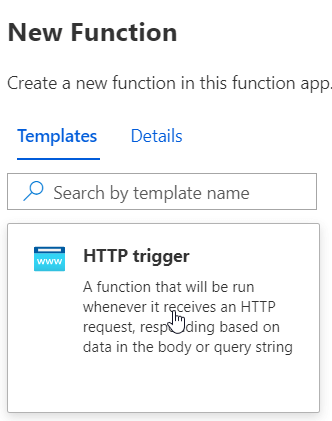 New Function
Create a new function in this function app.
Templates Details
Search by template name
HTTP trigger
www
A function that will be run
whenever it receives an HTTP
request, responding based on
data in the body or query string